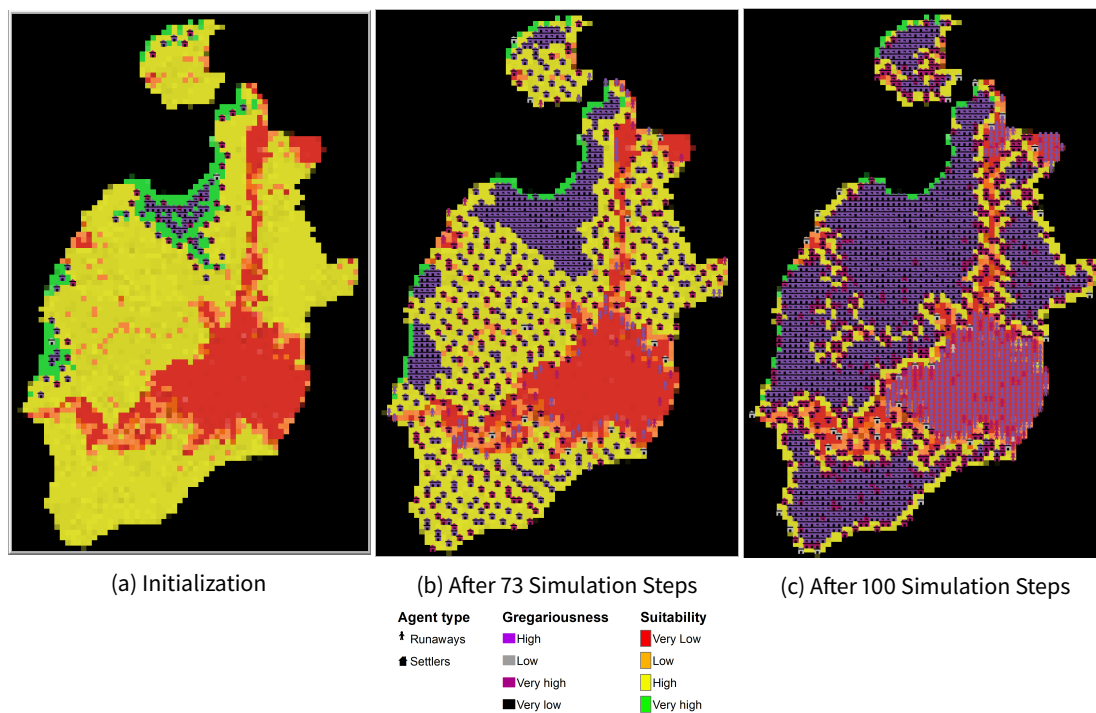 (a) Initialization
(b) After 73 Simulation Steps
(c) After 100 Simulation Steps
Agent type
Runaways
Settlers
Gregariousness
High
Low
Very high
Very low
Suitability
Very Low
Low
High
Very high